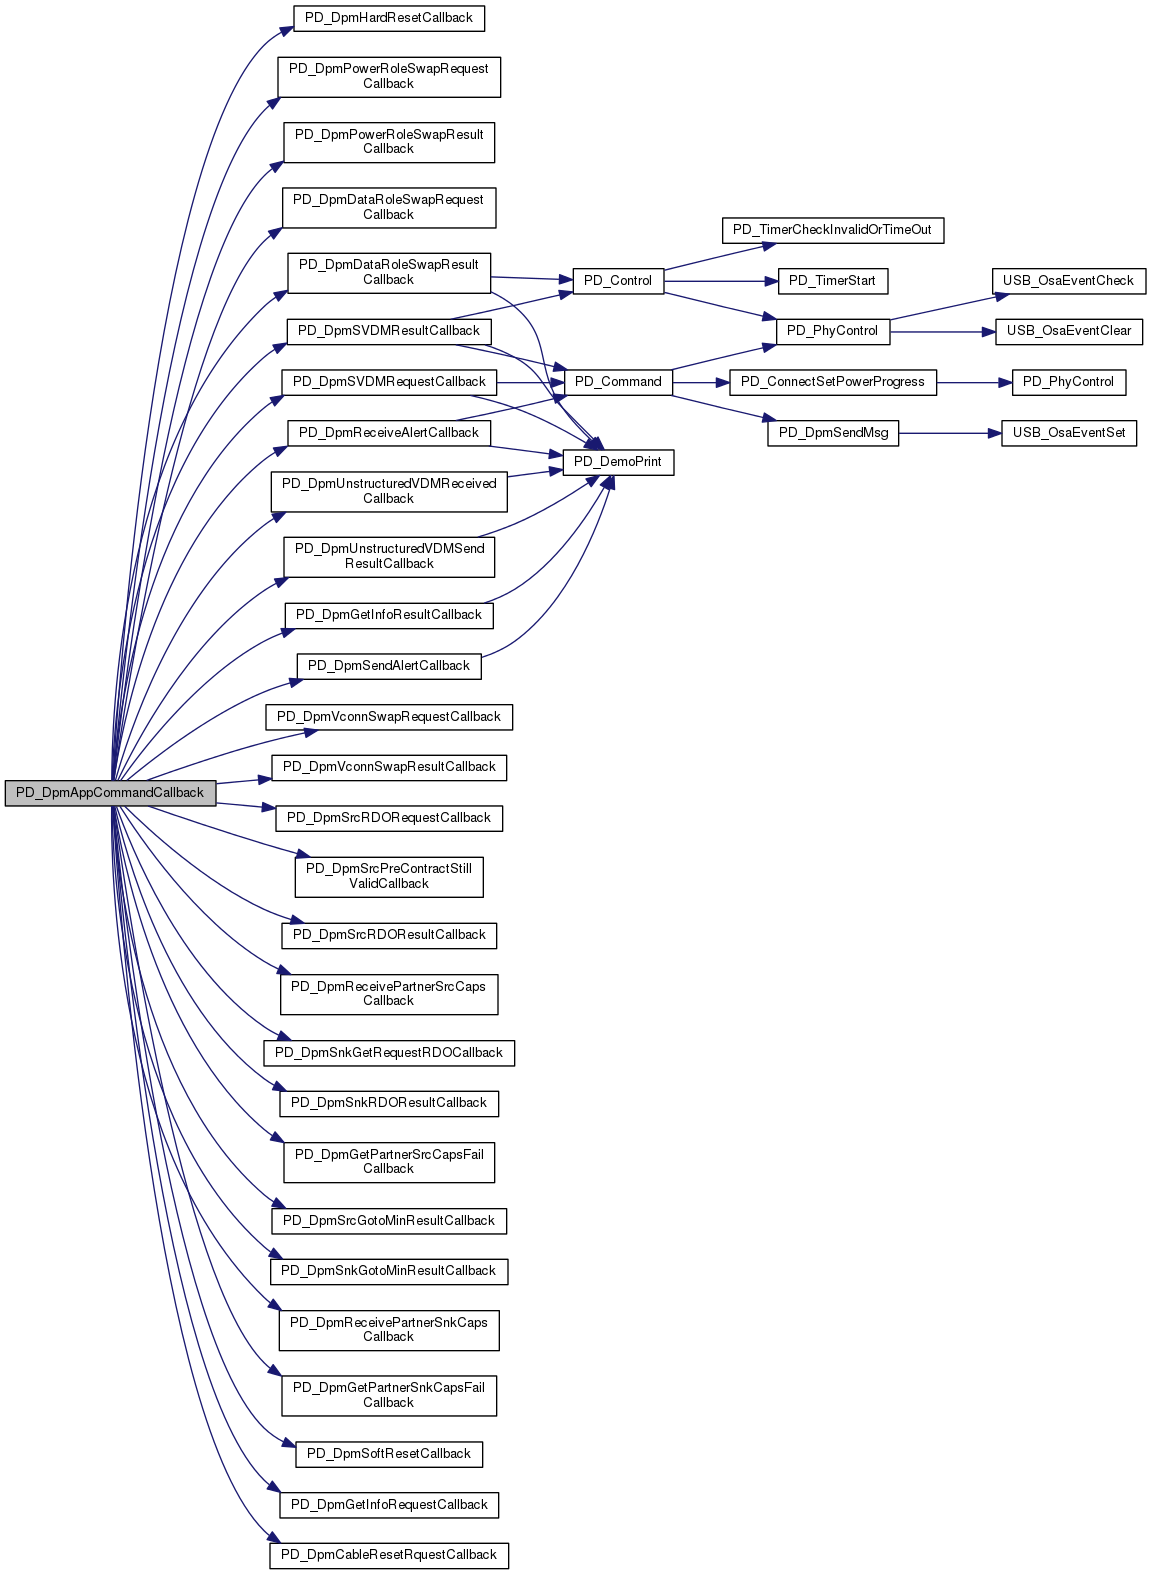 PD_DpmHardResetCallback
PD_DpmPowerRoleSwapRequest
Callback
PD_DpmPowerRoleSwapResult
Callback
PD_DpmDataRoleSwapRequest
Callback
PD_DpmDataRoleSwapResult
Callback
PD_DpmSVDMResultCallback
PD_DpmSVDMRequestCallback
PD_DpmReceiveAlertCallback
PD_DpmUnstructuredVDMReceived
Callback
PD_DpmUnstructuredVDMSend
ResultCallback
PD_DpmGetInfoResultCallback
PD_DpmSendAlertCallback
PD_DpmVconnSwapRequestCallback
PD_DpmVconnSwapResultCallback
PD_DpmAppCommandCallback
PD_DpmSrcRDORequestCallback
PD_DpmSrcPreContractStill
ValidCallback
PD_DpmSrcRDOResultCallback
PD_DpmReceivePartnerSrcCaps
Callback
PD_DpmSnkGetRequestRDOCallback
PD_DpmSnkRDOResultCallback
PD_DpmGetPartnerSrcCapsFail
Callback
PD_DpmSrcGotoMinResultCallback
PD_DpmSnkGotoMinResultCallback
PD_DpmReceivePartnerSnkCaps
Callback
PD_DpmGetPartnerSnkCapsFail
Callback
PD_DpmSoftResetCallback
PD_DpmGetInfoRequestCallback
PD_DpmCableResetRquestCallback
PD_Control
PD_Command
PD_DemoPrint
PD_TimerCheckInvalidOrTimeOut
PD_TimerStart
PD_PhyControl
PD_ConnectSetPowerProgress
PD_DpmSendMsg
USB_OsaEventCheck
USB_OsaEventClear
PD_PhyControl
USB_OsaEventSet